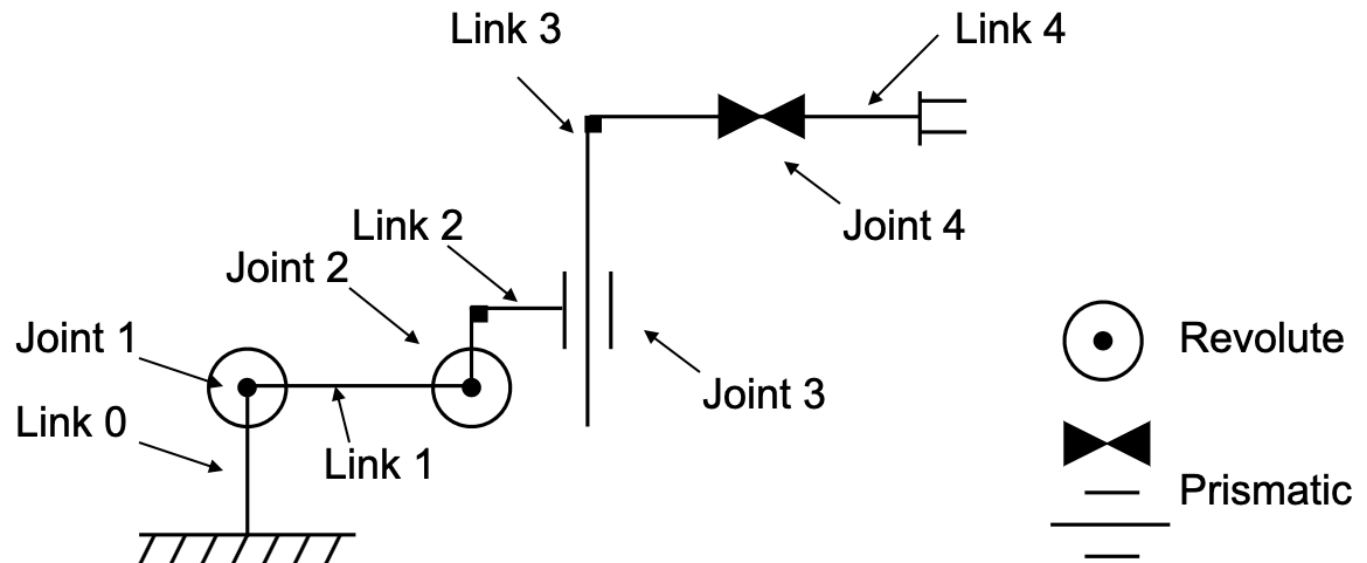 Link 3
Link 4
Joint 4
Link 2
Joint 2
Joint 1
Joint 3
Link 0
Link 1
Revolute
Prismatic